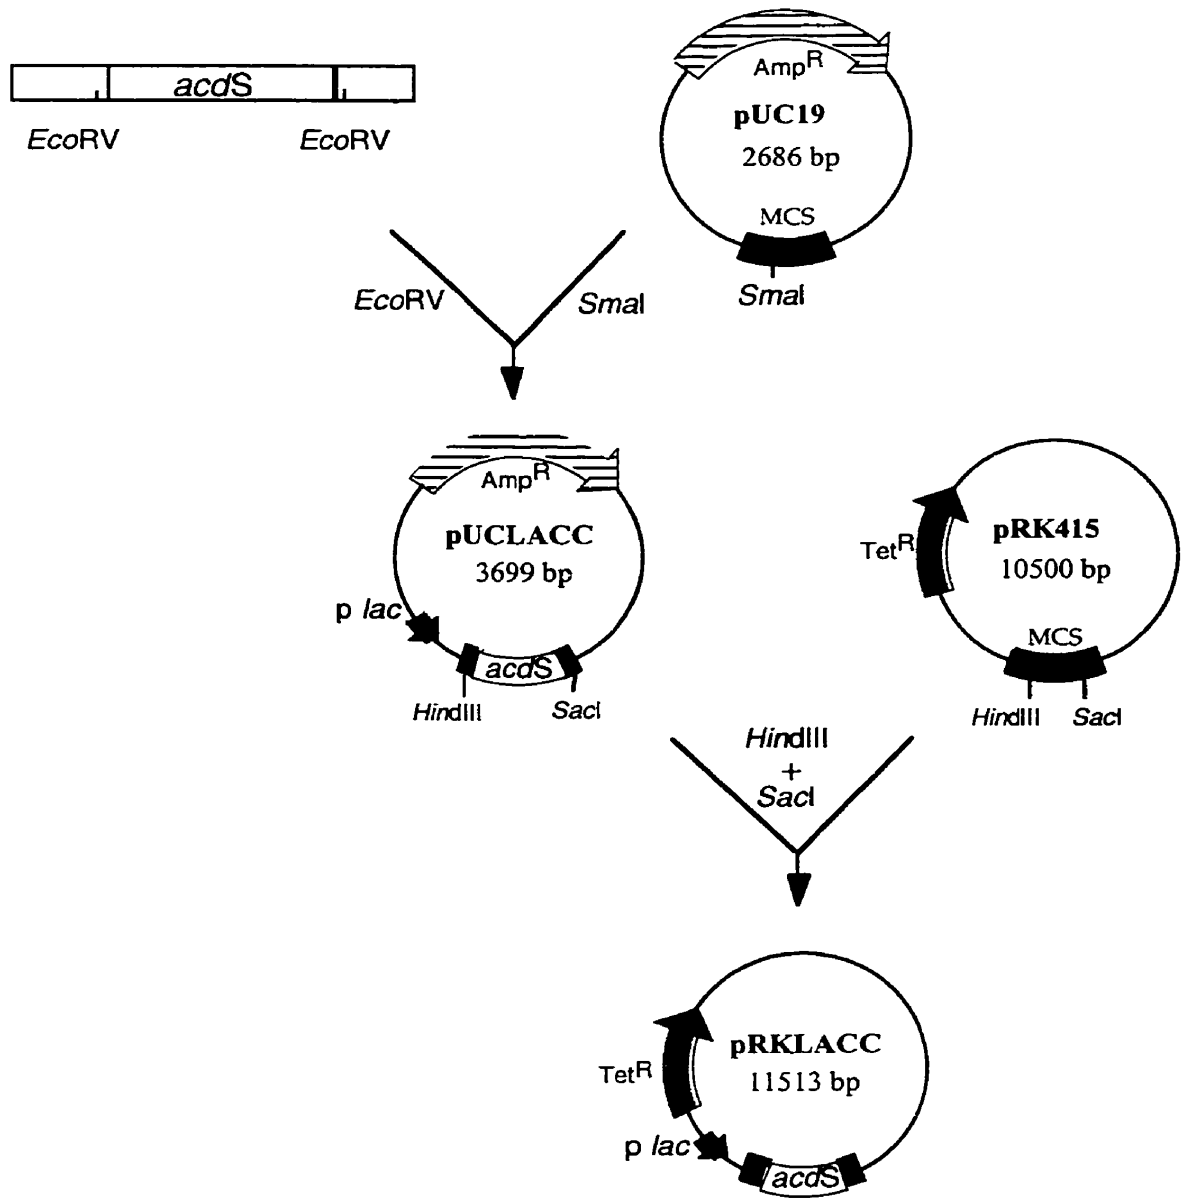 acdS
EcoRV
EcoRV
AmpR
pUC19
2686 bp
MCS
SmaI
EcoRV
SmaI
AmpR
pUCLACC
3699 bp
p lac
acdS
HindIII
SacI
TetR
pRK415
10500 bp
MCS
HindIII
SacI
HindIII
+
SacI
TetR
pRKLACC
11513 bp
p lac
acdS